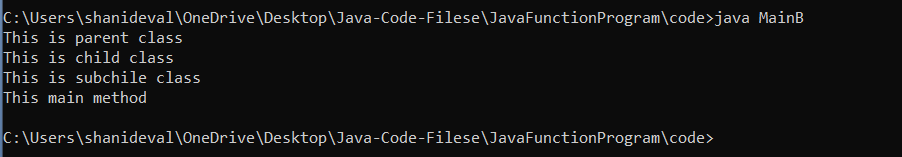 C:\Users\shanideval\OneDrive\Desktop\Java-Code-Filese\JavaFunctionProgram\code>java MainB
This is parent class
This is child class
This is subchile class
This main method
C:\Users\shanideval\OneDrive\Desktop\Java-Code-Filese\JavaFunctionProgram\code>